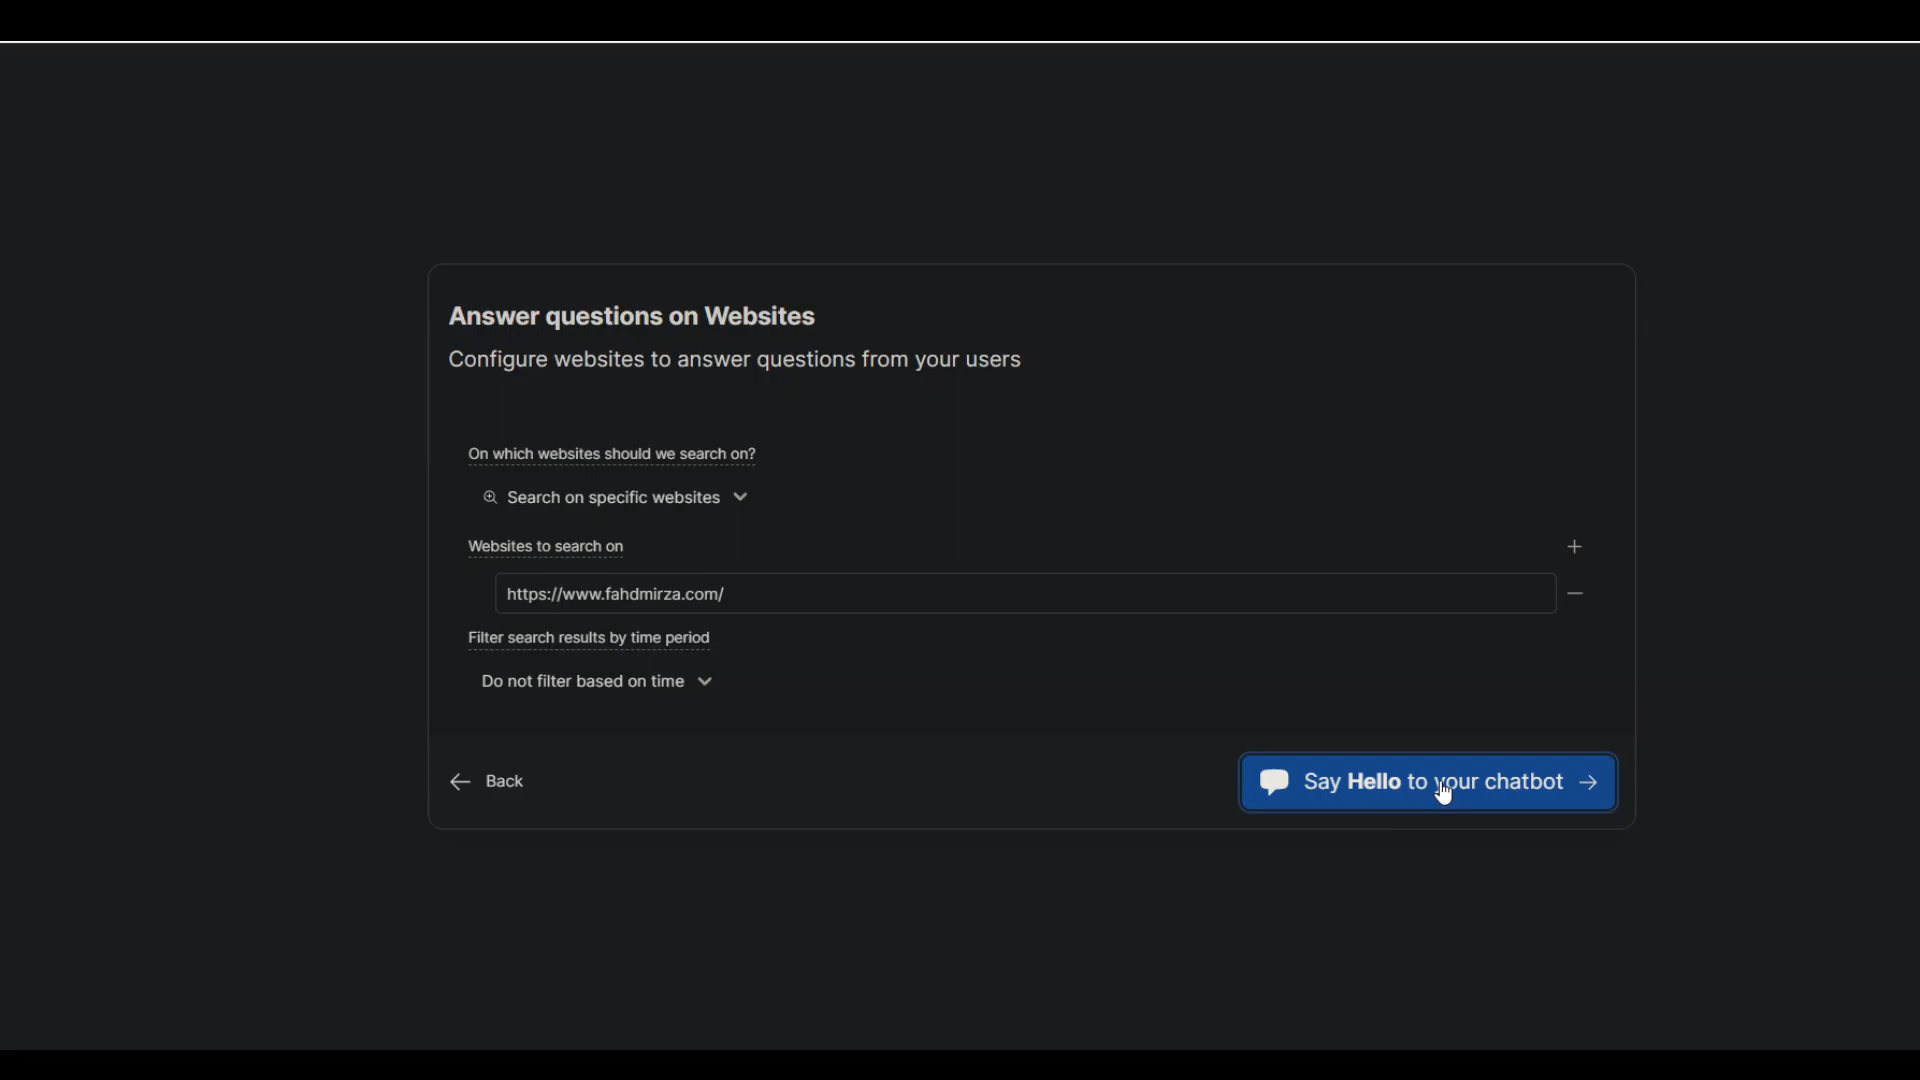 Answer questions on Websites
Configure websites to answer questions from your users
On which websites should we search on?
Search on specific websites
Websites to search on
https://www.fahdmirza.com/
Filter search results by time period
Do not filter based on time
Back
Say Hello to your chatbot